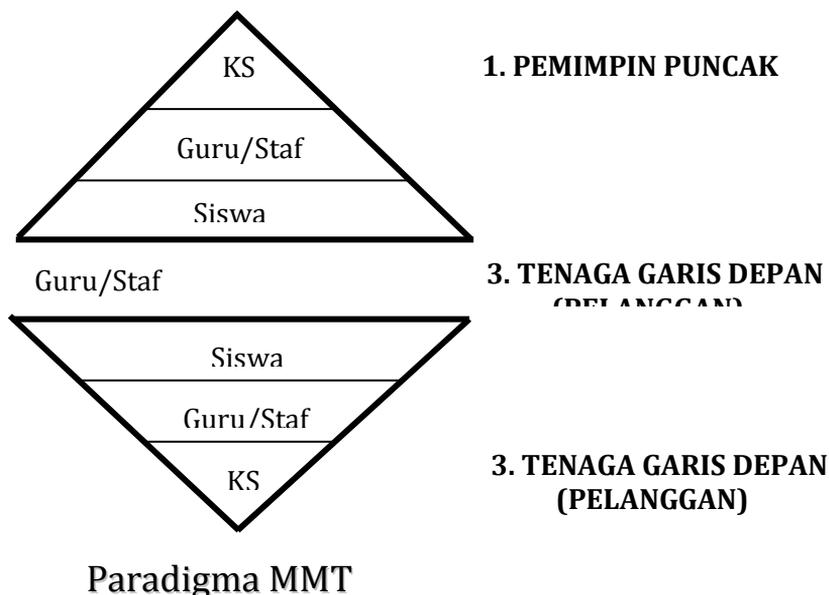 KS
1. PEMIMPIN PUNCAK
Guru/Staf
Siswa
Guru/Staf
3. TENAGA GARIS DEPAN
(PELANGGAN)
Siswa
Guru/Staf
KS
3. TENAGA GARIS DEPAN
(PELANGGAN)
Paradigma MMT